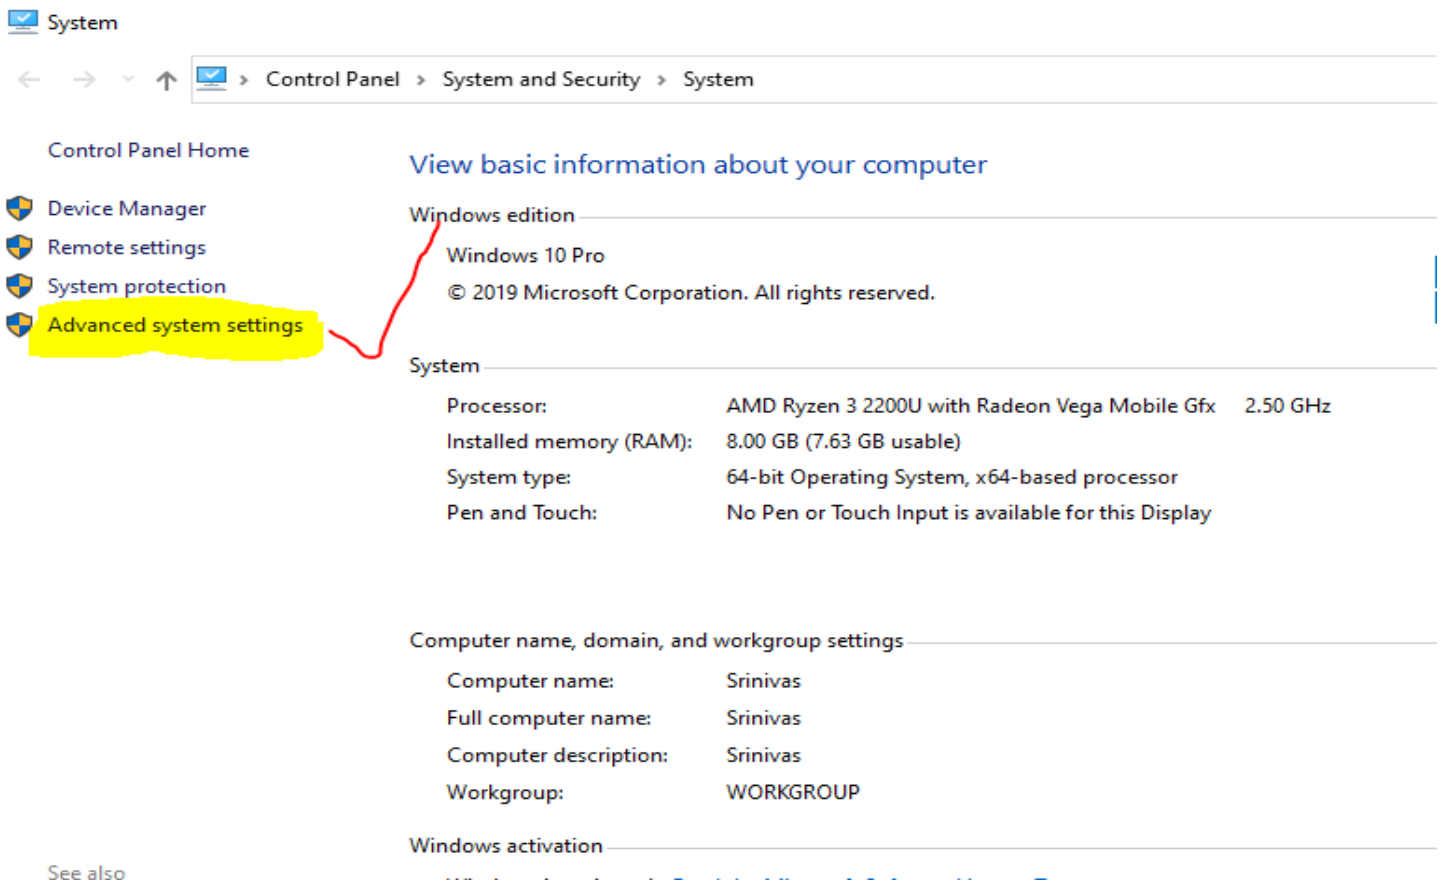 System
Control Panel > System and Security > System
Control Panel Home
Device Manager
Remote settings
System protection
Advanced system settings
View basic information about your computer
Windows edition
Windows 10 Pro
© 2019 Microsoft Corporation. All rights reserved.
System
Processor: AMD Ryzen 3 2200U with Radeon Vega Mobile Gfx 2.50 GHz
Installed memory (RAM): 8.00 GB (7.63 GB usable)
System type: 64-bit Operating System, x64-based processor
Pen and Touch: No Pen or Touch Input is available for this Display
Computer name, domain, and workgroup settings
Computer name: Srinivas
Full computer name: Srinivas
Computer description: Srinivas
Workgroup: WORKGROUP
Windows activation
See also